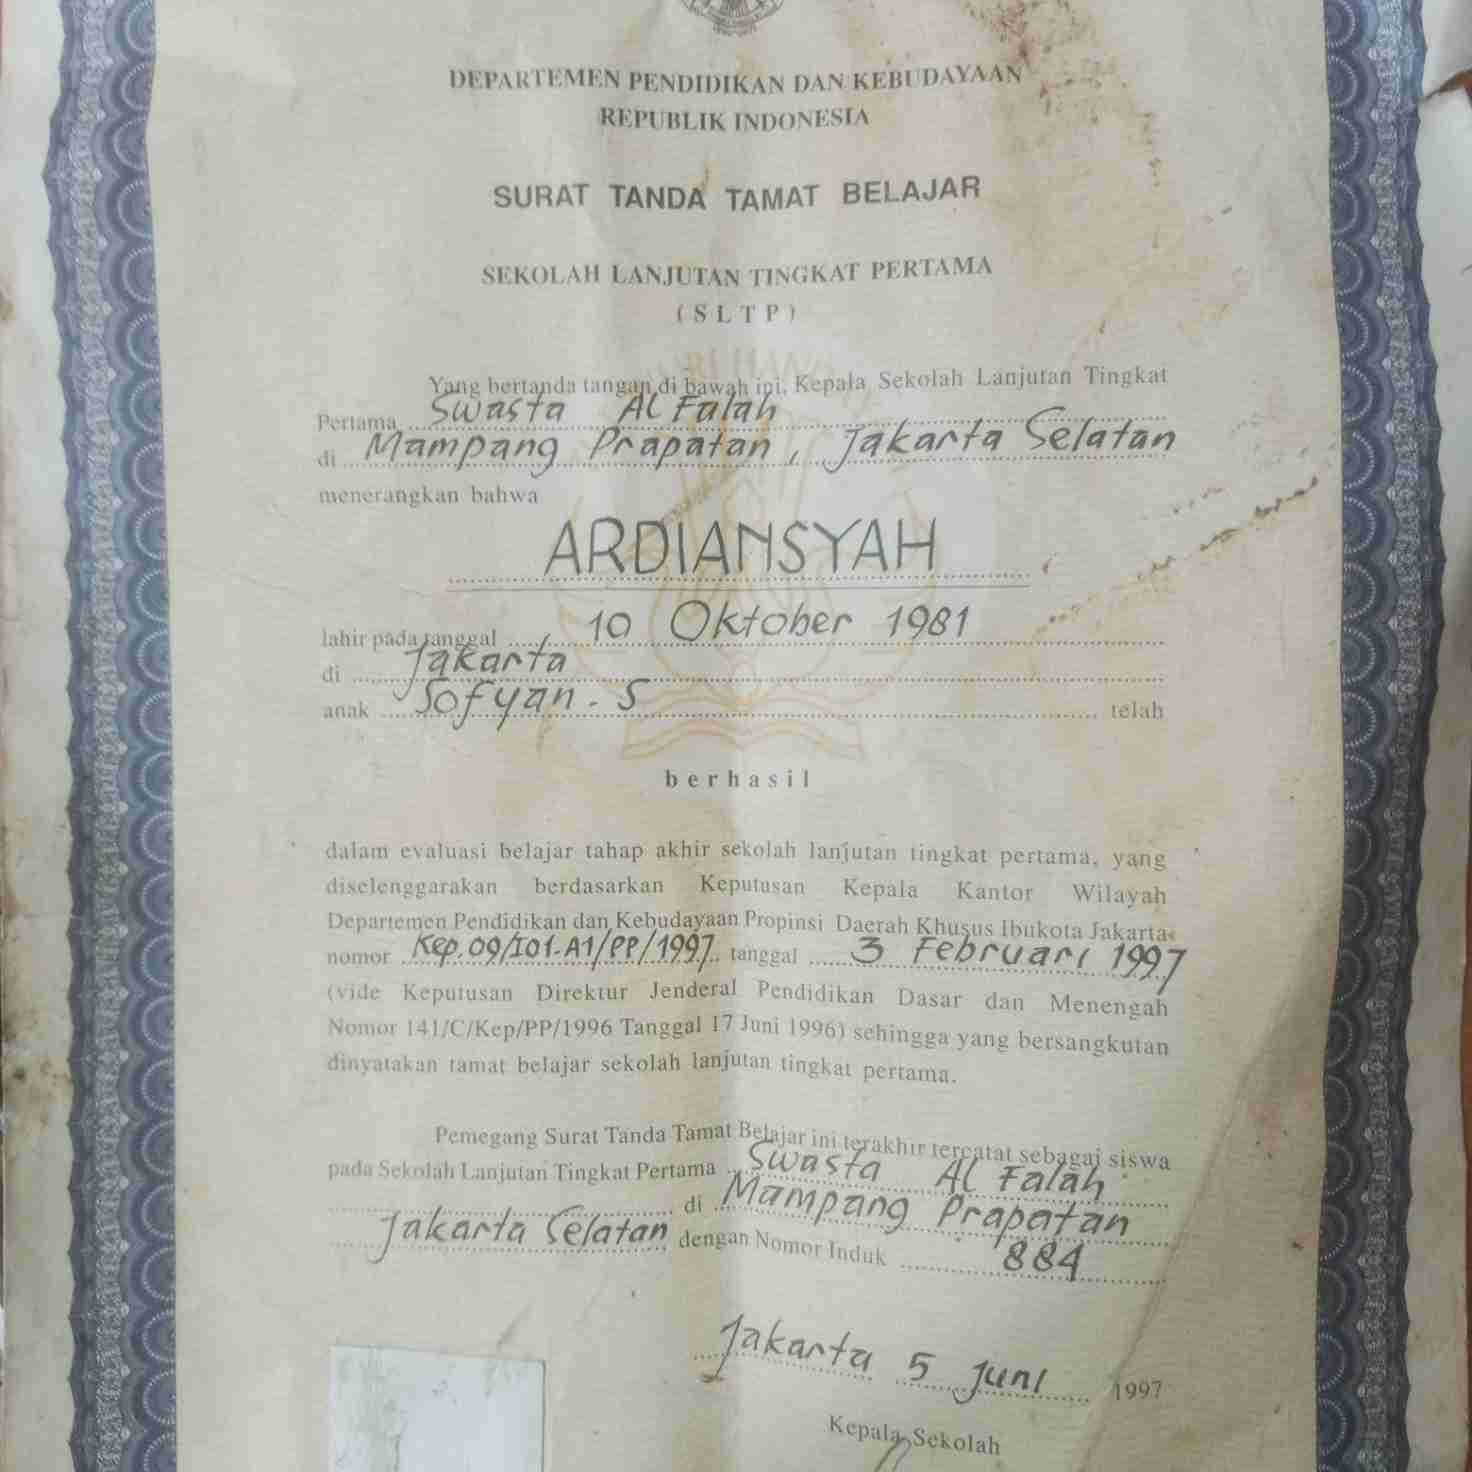 DEPARTEMEN PENDIDIKAN DAN KEBUDAYAAN
REPUBLIK INDONESIA
SURAT TANDA TAMAT BELAJAR
SEKOLAH LANJUTAN TINGKAT PERTAMA
( S L T P )
Yang bertanda tangan di bawah ini, Kepala Sekolah Lanjutan Tingkat
Pertama Swasta Al Falah
di Mampang Prapatan, Jakarta Selatan
menerangkan bahwa
ARDIANSYAH
lahir pada tanggal 10 Oktober 1981
di Jakarta
anak Sofyan. S telah
berhasil
dalam evaluasi belajar tahap akhir sekolah lanjutan tingkat pertama, yang
diselenggarakan berdasarkan Keputusan Kepala Kantor Wilayah
Departemen Pendidikan dan Kebudayaan Propinsi Daerah Khusus Ibukota Jakarta
nomor Kep.09/I01.A1/PP/1997 tanggal 3 Februari 1997
(vide Keputusan Direktur Jenderal Pendidikan Dasar dan Menengah
Nomor 141/C/Kep/PP/1996 Tanggal 17 Juni 1996) sehingga yang bersangkutan
dinyatakan tamat belajar sekolah lanjutan tingkat pertama.
Pemegang Surat Tanda Tamat Belajar ini terakhir tercatat sebagai siswa
pada Sekolah Lanjutan Tingkat Pertama Swasta Al Falah
di Mampang Prapatan
Jakarta Selatan dengan Nomor Induk 884
Jakarta 5 Juni 1997
Kepala Sekolah